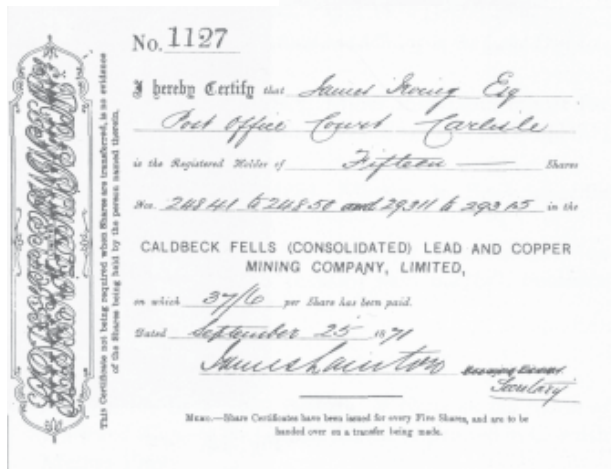 No. 1127
I hereby Certify that James Irving Esq
Post Office Court Carlisle
is the Registered Holder of Fifteen — Shares
Nos. 24841 to 24850 and 29311 to 29315 in the
CALDBECK FELLS (CONSOLIDATED) LEAD AND COPPER
MINING COMPANY, LIMITED,
on which 37/6 per Share has been paid.
Dated September 25 1871
James
Secretary
MEMO.—Share Certificates have been issued for every Five Shares, and are to be
handed over on a transfer being made.
This Certificate not being required when Shares are transferred, is no evidence
of the Shares being held by the person named therein.